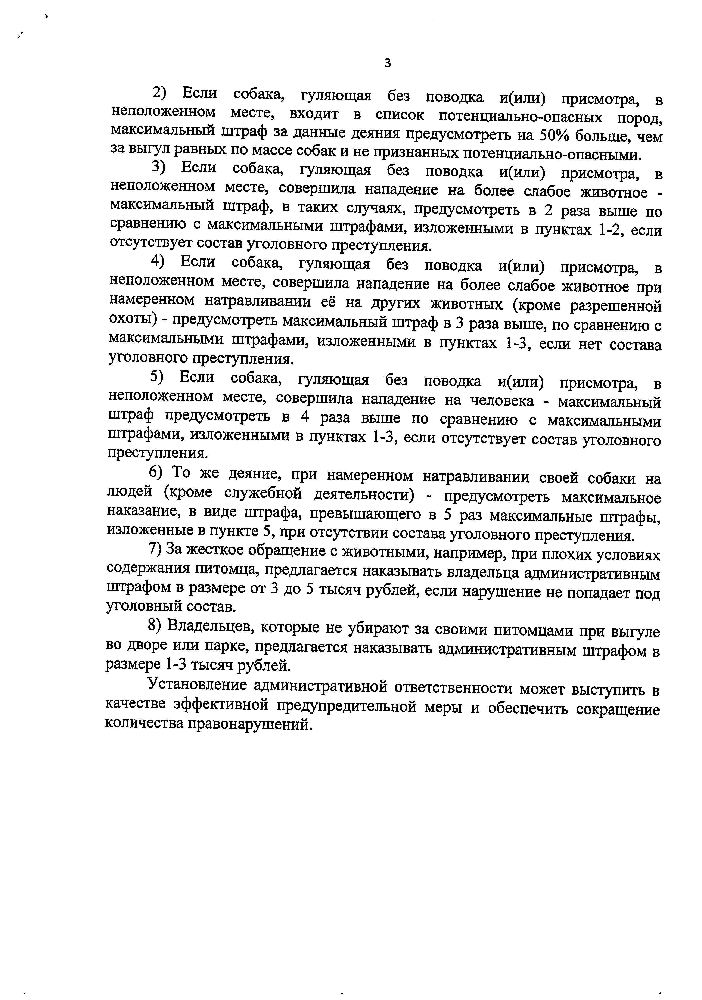 3
2) Если собака, гуляющая без поводка и(или) присмотра, в
неположенном месте, входит в список потенциально-опасных пород,
максимальный штраф за данные деяния предусмотреть на 50% больше, чем
за выгул равных по массе собак и не признанных потенциально-опасными.
3) Если собака, гуляющая без поводка и(или) присмотра, в
неположенном месте, совершила нападение на более слабое животное -
максимальный штраф, в таких случаях, предусмотреть в 2 раза выше по
сравнению с максимальными штрафами, изложенными в пунктах 1-2, если
отсутствует состав уголовного преступления.
4) Если собака, гуляющая без поводка и(или) присмотра, в
неположенном месте, совершила нападение на более слабое животное при
намеренном натравливании её на других животных (кроме разрешенной
охоты) - предусмотреть максимальный штраф в 3 раза выше, по сравнению с
максимальными штрафами, изложенными в пунктах 1-3, если нет состава
уголовного преступления.
5) Если собака, гуляющая без поводка и(или) присмотра, в
неположенном месте, совершила нападение на человека - максимальный
штраф предусмотреть в 4 раза выше по сравнению с максимальными
штрафами, изложенными в пунктах 1-3, если отсутствует состав уголовного
преступления.
6) То же деяние, при намеренном натравливании своей собаки на
людей (кроме служебной деятельности) - предусмотреть максимальное
наказание, в виде штрафа, превышающего в 5 раз максимальные штрафы,
изложенные в пункте 5, при отсутствии состава уголовного преступления.
7) За жесткое обращение с животными, например, при плохих условиях
содержания питомца, предлагается наказывать владельца административным
штрафом в размере от 3 до 5 тысяч рублей, если нарушение не попадает под
уголовный состав.
8) Владельцев, которые не убирают за своими питомцами при выгуле
во дворе или парке, предлагается наказывать административным штрафом в
размере 1-3 тысяч рублей.
Установление административной ответственности может выступить в
качестве эффективной предупредительной меры и обеспечить сокращение
количества правонарушений.